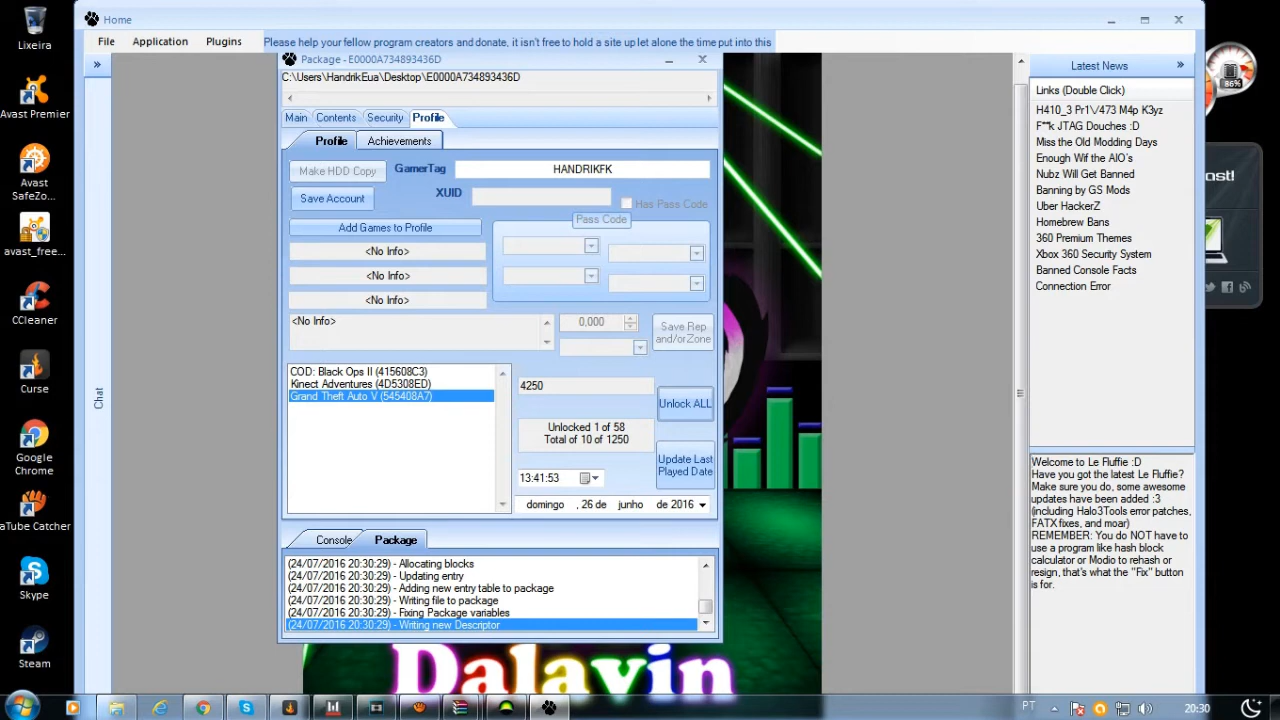 Home
Lixeira
File Application Plugins Please help your fellow program creators and donate, it isn't free to hold a site up let alone the time put into this
Package - E0000A734893436D
C:\Users\HandrikEua\Desktop\E0000A734893436D
Main Contents Security Profile
Profile Achievements
Make HDD Copy GamerTag HANDRIKFK
Save Account XUID Has Pass Code
Pass Code
Add Games to Profile
<No Info>
<No Info>
<No Info>
<No Info>
0,000
Save Rep
and/orZone
COD: Black Ops II (415608C3)
Kinect Adventures (4D5308ED)
Grand Theft Auto V (545408A7)
4250
Unlock ALL
Unlocked 1 of 58
Total of 10 of 1250
Update Last
Played Date
13:41:53
domingo , 26 de junho de 2016
Console Package
(24/07/2016 20:30:29) - Allocating blocks
(24/07/2016 20:30:29) - Updating entry
(24/07/2016 20:30:29) - Adding new entry table to package
(24/07/2016 20:30:29) - Writing file to package
(24/07/2016 20:30:29) - Fixing Package variables
(24/07/2016 20:30:29) - Writing new Descriptor
Dalavin
Chat
Avast Premier
Avast
SafeZo...
avast_free...
CCleaner
Curse
Google
Chrome
aTube Catcher
Skype
Steam
Latest News »
Links (Double Click)
H410_3 Pr1\/473 M4p K3yz
F**k JTAG Douches :D
Miss the Old Modding Days
Enough Wif the AIO's
Nubz Will Get Banned
Banning by GS Mods
Uber HackerZ
Homebrew Bans
360 Premium Themes
Xbox 360 Security System
Banned Console Facts
Connection Error
Welcome to Le Fluffie :D
Have you got the latest Le Fluffie?
Make sure you do, some awesome
updates have been added :3
(including Halo3Tools error patches,
FATX fixes, and moar)
REMEMBER: You do NOT have to
use a program like hash block
calculator or Modio to rehash or
resign, that's what the "Fix" button
is for.
86%
ast!
PT 20:30